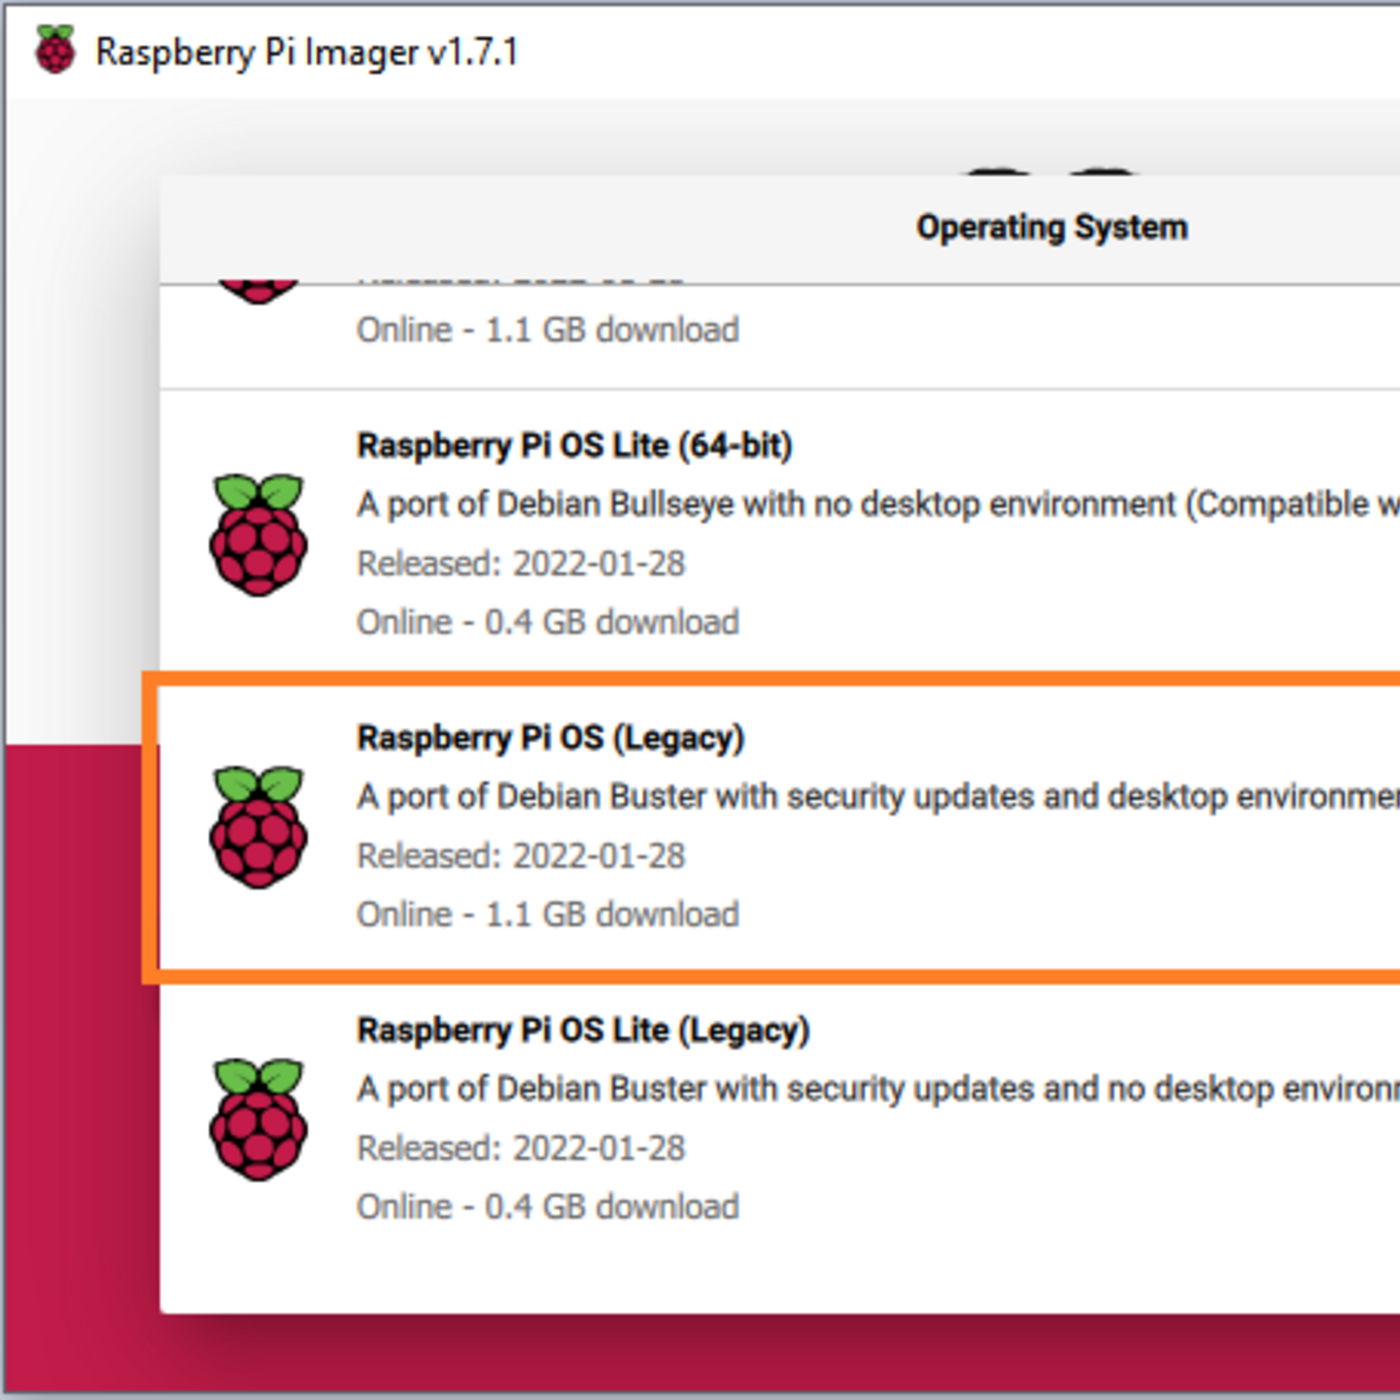 Raspberry Pi Imager v1.7.1
Operating System
Online - 1.1 GB download
Raspberry Pi OS Lite (64-bit)
A port of Debian Bullseye with no desktop environment (Compatible
Released: 2022-01-28
Online - 0.4 GB download
Raspberry Pi OS (Legacy)
A port of Debian Buster with security updates and desktop
Released: 2022-01-28
Online - 1.1 GB download
Raspberry Pi OS Lite (Legacy)
A port of Debian Buster with security updates and no desktop
Released: 2022-01-28
Online - 0.4 GB download